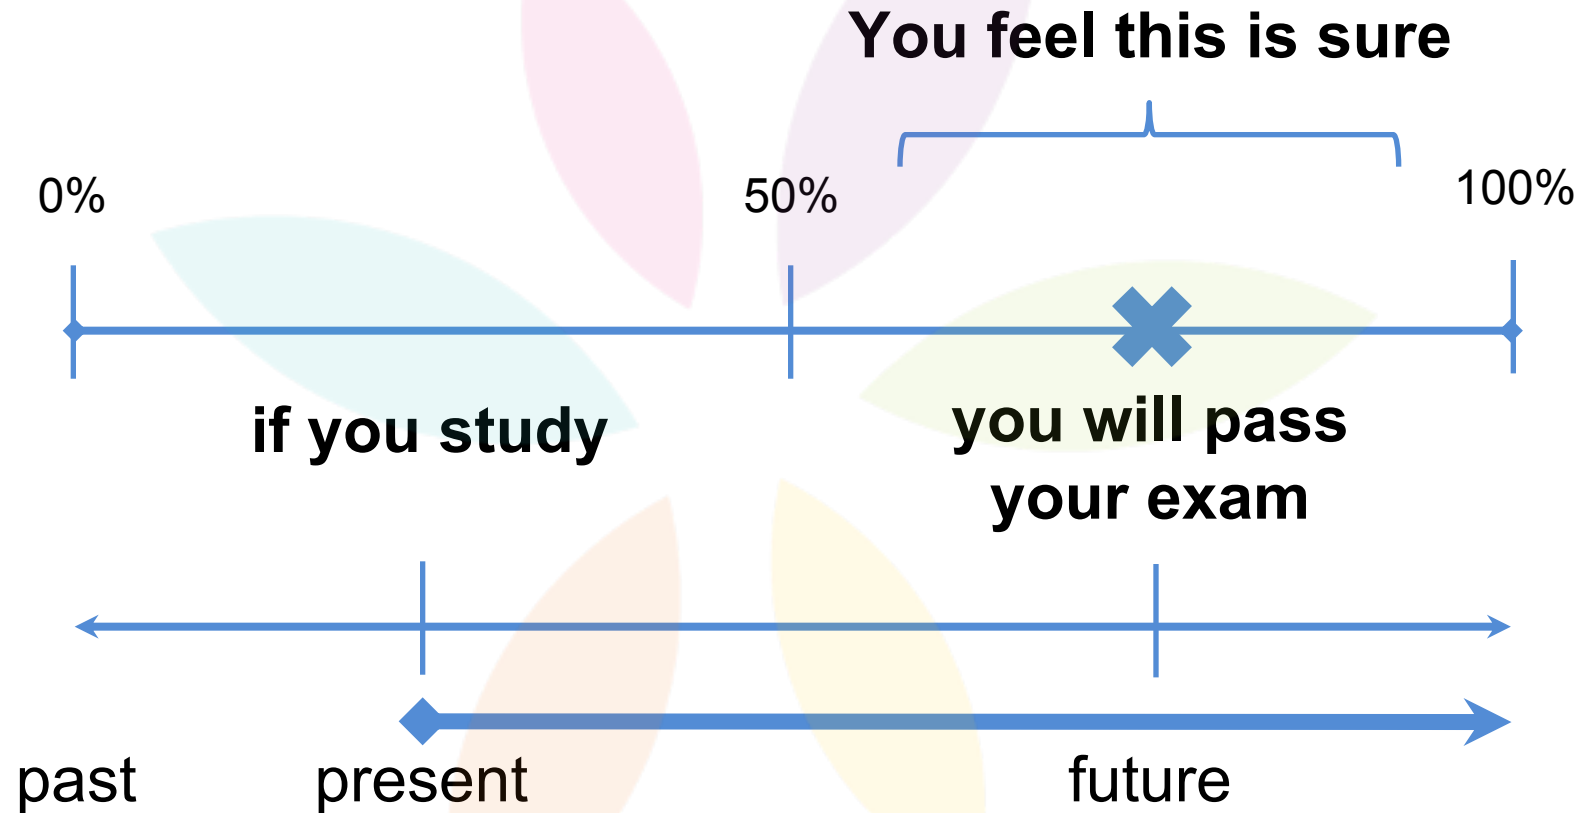 You feel this is sure
0%
50%
100%
if you study
you will pass
your exam
past
present
future